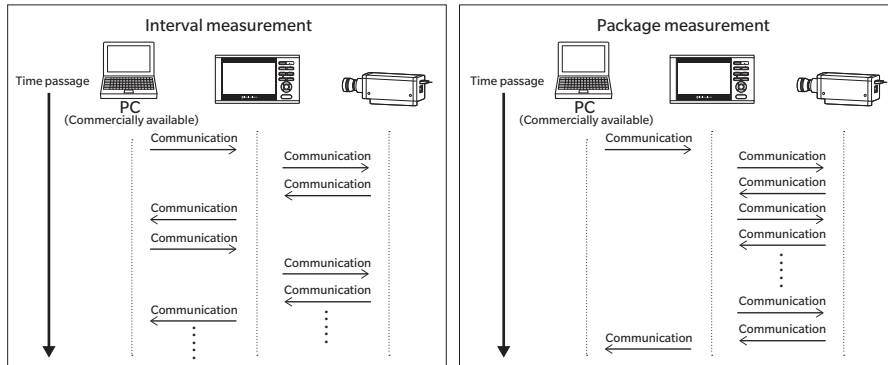 Interval measurement
Time passage
PC
(Commercially available)
Communication
Communication
Communication
Communication
Communication
Communication
Communication
Communication
Package measurement
Time passage
PC
(Commercially available)
Communication
Communication
Communication
Communication
Communication
Communication
Communication
Communication